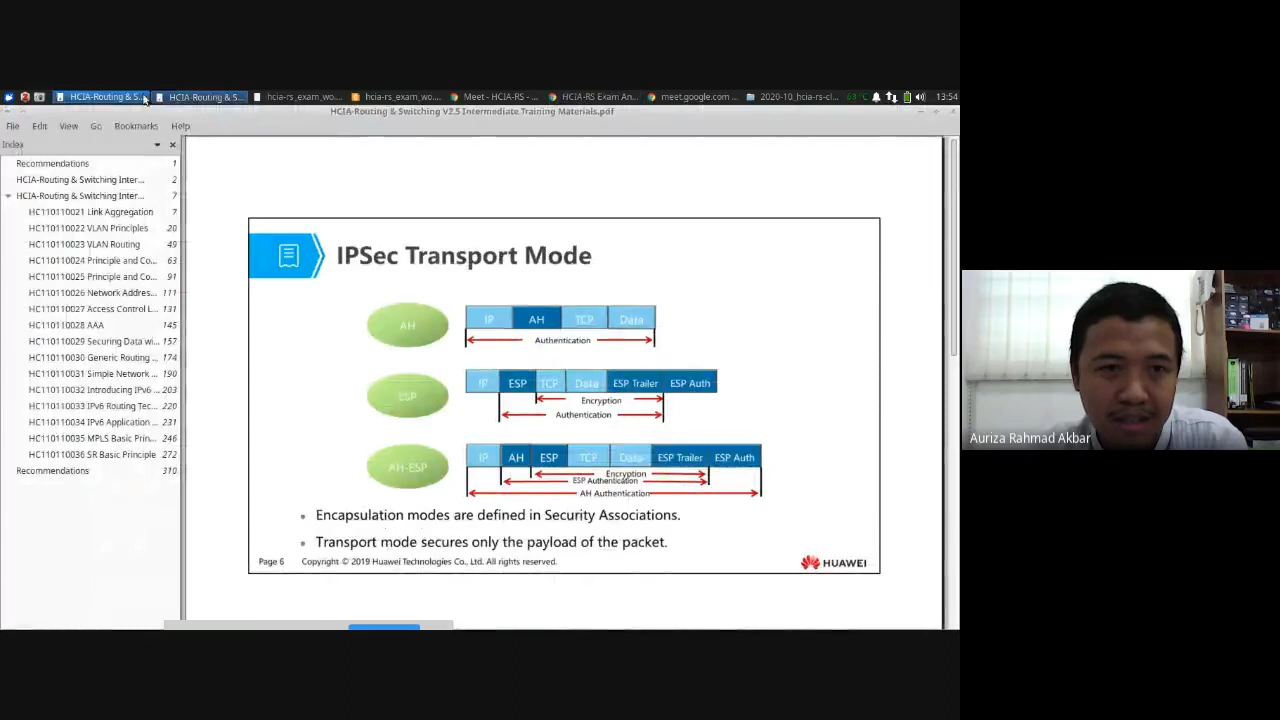 HCIA-Routing & S...
HCIA-Routing & S...
hcia-rs_exam_wo...
hcia-rs_exam_wo...
Meet - HCIA-RS - ...
HCIA-RS Exam An...
meet.google.com ...
2020-10_hcia-rs-cl...
13:54
HCIA-Routing & Switching V2.5 Intermediate Training Materials.pdf
File Edit View Go Bookmarks Help
Index
Recommendations 1
HCIA-Routing & Switching Inter... 2
HCIA-Routing & Switching Inter... 7
HC110110021 Link Aggregation 7
HC110110022 VLAN Principles 20
HC110110023 VLAN Routing 49
HC110110024 Principle and Co... 63
HC110110025 Principle and Co... 91
HC110110026 Network Addres... 111
HC110110027 Access Control L... 131
HC110110028 AAA 145
HC110110029 Securing Data wi... 157
HC110110030 Generic Routing ... 174
HC110110031 Simple Network ... 190
HC110110032 Introducing IPv6 ... 203
HC110110033 IPv6 Routing Tec... 220
HC110110034 IPv6 Application ... 231
HC110110035 MPLS Basic Prin... 246
HC110110036 SR Basic Principle 272
Recommendations 310
IPSec Transport Mode
AH IP AH TCP Data
Authentication
ESP IP ESP TCP Data ESP Trailer ESP Auth
Encryption
Authentication
AH-ESP IP AH ESP TCP Data ESP Trailer ESP Auth
Encryption
ESP Authentication
AH Authentication
• Encapsulation modes are defined in Security Associations.
• Transport mode secures only the payload of the packet.
Page 6 Copyright © 2019 Huawei Technologies Co., Ltd. All rights reserved.
HUAWEI
Auriza Rahmad Akbar